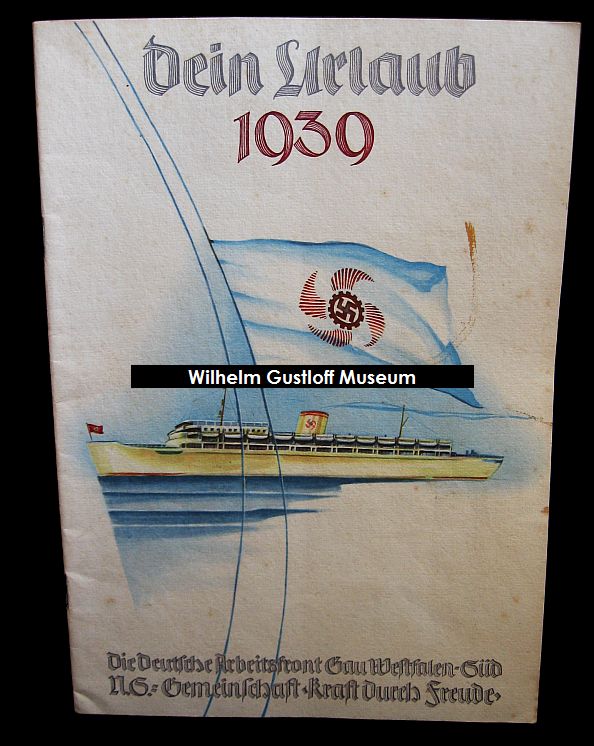 Dein Urlaub
1939
Wilhelm Gustloff Museum
Die Deutsche Arbeitsfront Gau Westfalen-Süd
N.S.-Gemeinschaft ‹Kraft durch Freude›